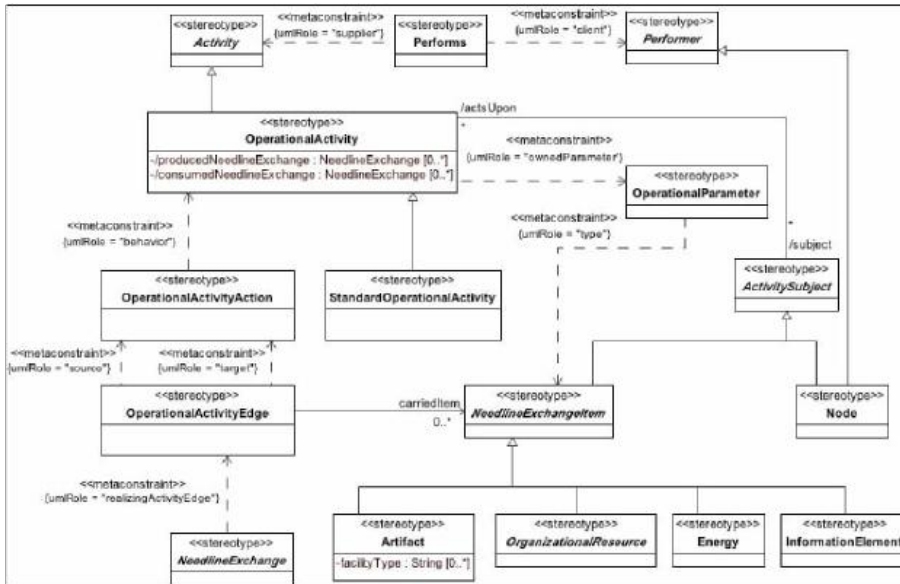 <<stereotype>>
Activity
<<metaconstraint>>
{umlRole = "supplier"}
<<stereotype>>
Performs
<<metaconstraint>>
{umlRole = "client"}
<<stereotype>>
Performer
/actsUpon
*
<<stereotype>>
OperationalActivity
-/producedNeedlineExchange : NeedlineExchange [0..*]
-/consumedNeedlineExchange : NeedlineExchange [0..*]
<<metaconstraint>>
{umlRole = "ownedParameter'}
<<stereotype>>
OperationalParameter
<<metaconstraint>>
{umlRole = "type"}
<<metaconstraint>>
{umlRole = "behavior"}
*
/subject
<<stereotype>>
OperationalActivityAction
<<stereotype>>
StandardOperationalActivity
<<stereotype>>
ActivitySubject
<<metaconstraint>>
{umlRole = "source"}
<<metaconstraint>>
{umlRole = "target"}
<<stereotype>>
OperationalActivityEdge
carriedItem
0..*
<<stereotype>>
NeedlineExchangeItem
<<stereotype>>
Node
<<metaconstraint>>
{umlRole = "realizingActivityEdge"}
<<stereotype>>
NeedlineExchange
<<stereotype>>
Artifact
-facilityType : String [0..*]
<<stereotype>>
OrganizationalResource
<<stereotype>>
Energy
<<stereotype>>
InformationElement